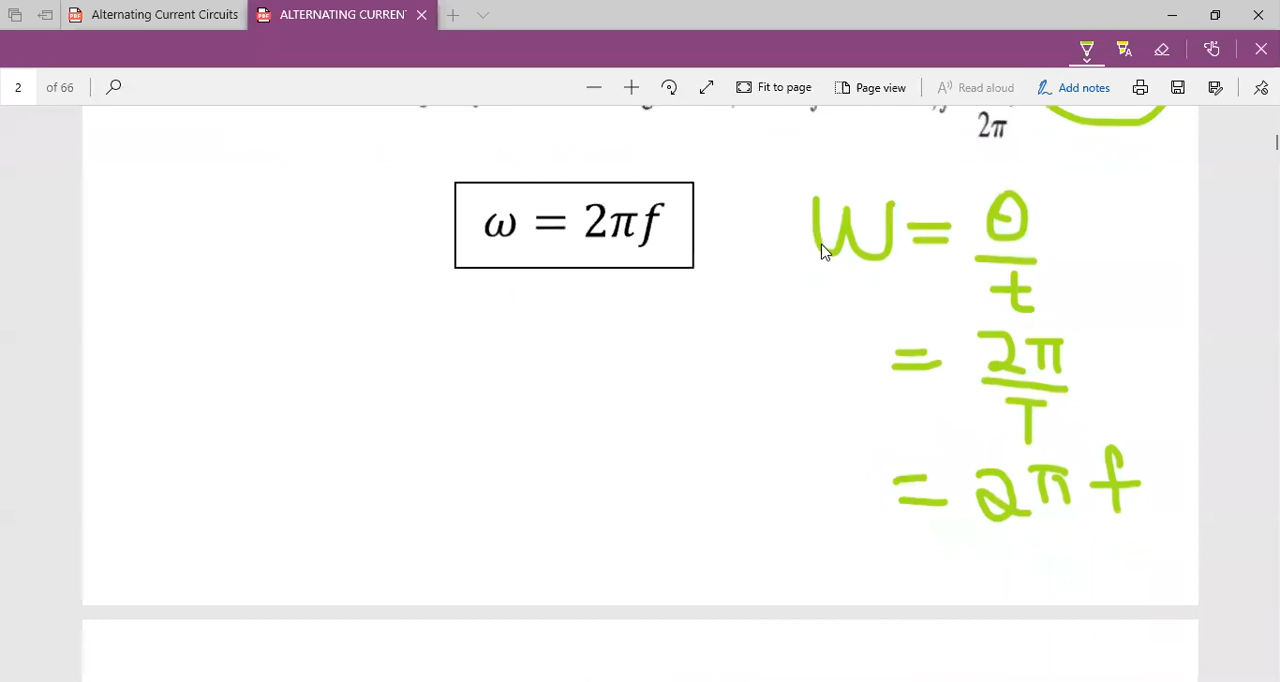 Alternating Current Circuits
ALTERNATING CURREN
2 of 66
Fit to page
Page view
Read aloud
Add notes
2π
ω = 2πf
W = θ/t
= 2π/T
= 2πf